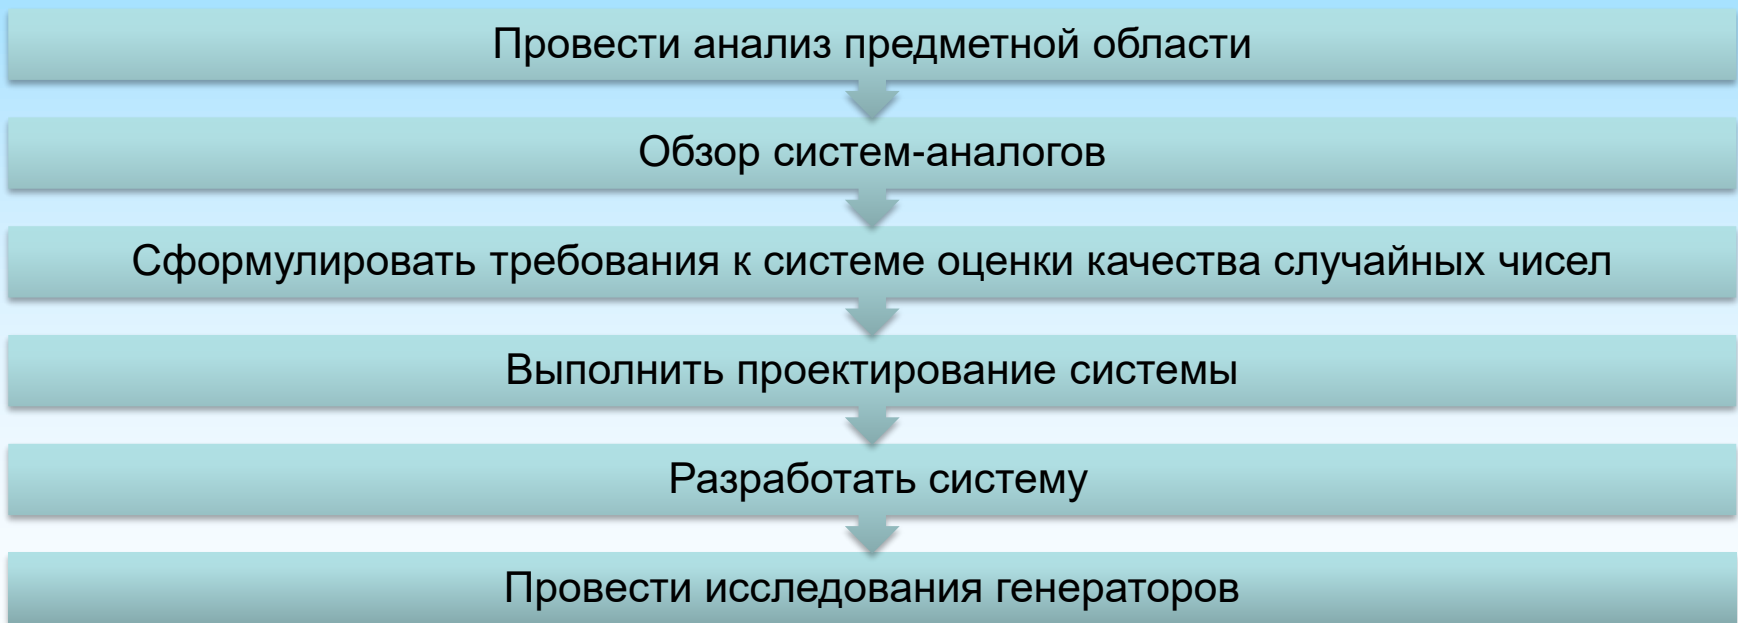 Провести анализ предметной области
Обзор систем-аналогов
Сформулировать требования к системе оценки качества случайных чисел
Выполнить проектирование системы
Разработать систему
Провести исследования генераторов